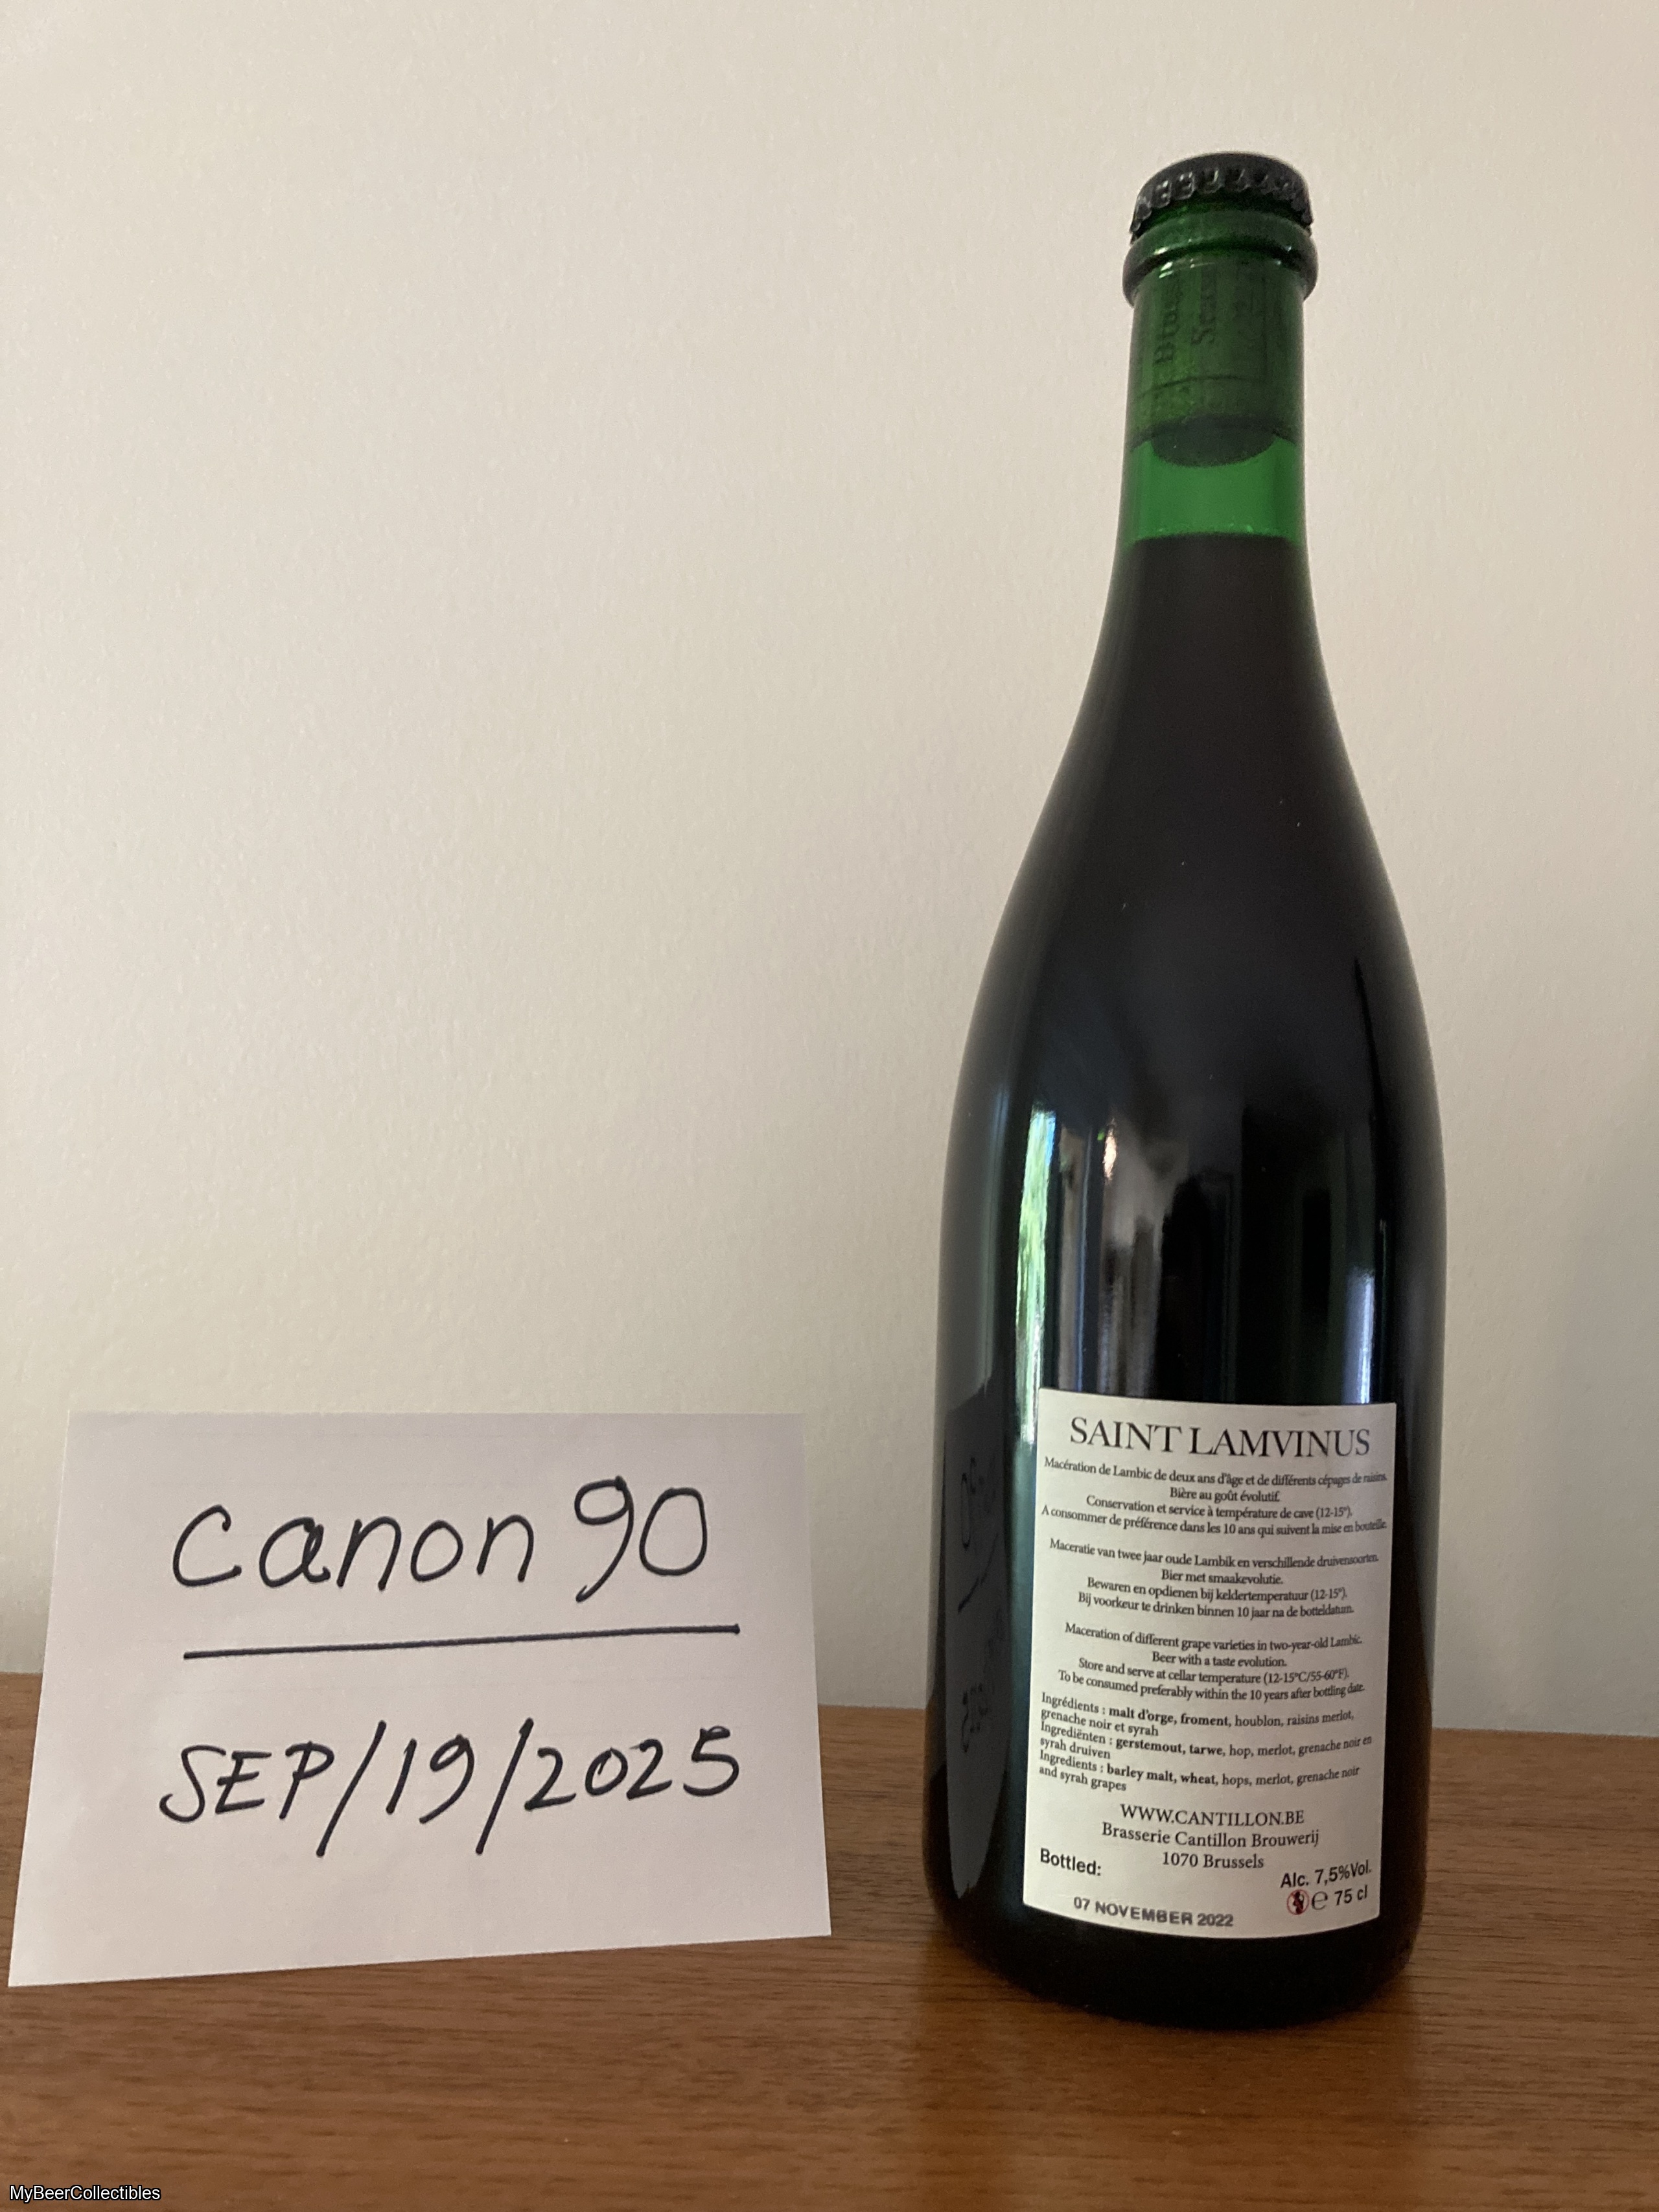 canon 90
SEP/19/2025
SAINT LAMVINUS
Macération de Lambic de deux ans d'âge et de différents cépages de raisins.
Bière au goût évolutif.
Conservation et service à température de cave (12-15°).
A consommer de préférence dans les 10 ans qui suivent la mise en bouteille.
Maceratie van twee jaar oude Lambik en verschillende druivensoorten.
Bier met smaakevolutie.
Bewaren en opdienen bij keldertemperatuur (12-15°).
Bij voorkeur te drinken binnen 10 jaar na de botteldatum.
Maceration of different grape varieties in two-year-old Lambic.
Beer with a taste evolution.
Store and serve at cellar temperature (12-15°C/55-60°F).
To be consumed preferably within the 10 years after bottling date.
Ingrédients : malt d'orge, froment, houblon, raisins merlot,
grenache noir et syrah
Ingrediënten : gerstemout, tarwe, hop, merlot, grenache noir en
syrah druiven
Ingredients : barley malt, wheat, hops, merlot, grenache noir
and syrah grapes
WWW.CANTILLON.BE
Brasserie Cantillon Brouwerij
1070 Brussels
Bottled:
Alc. 7,5%Vol.
℮ 75 cl
07 NOVEMBER 2022
MyBeerCollectibles